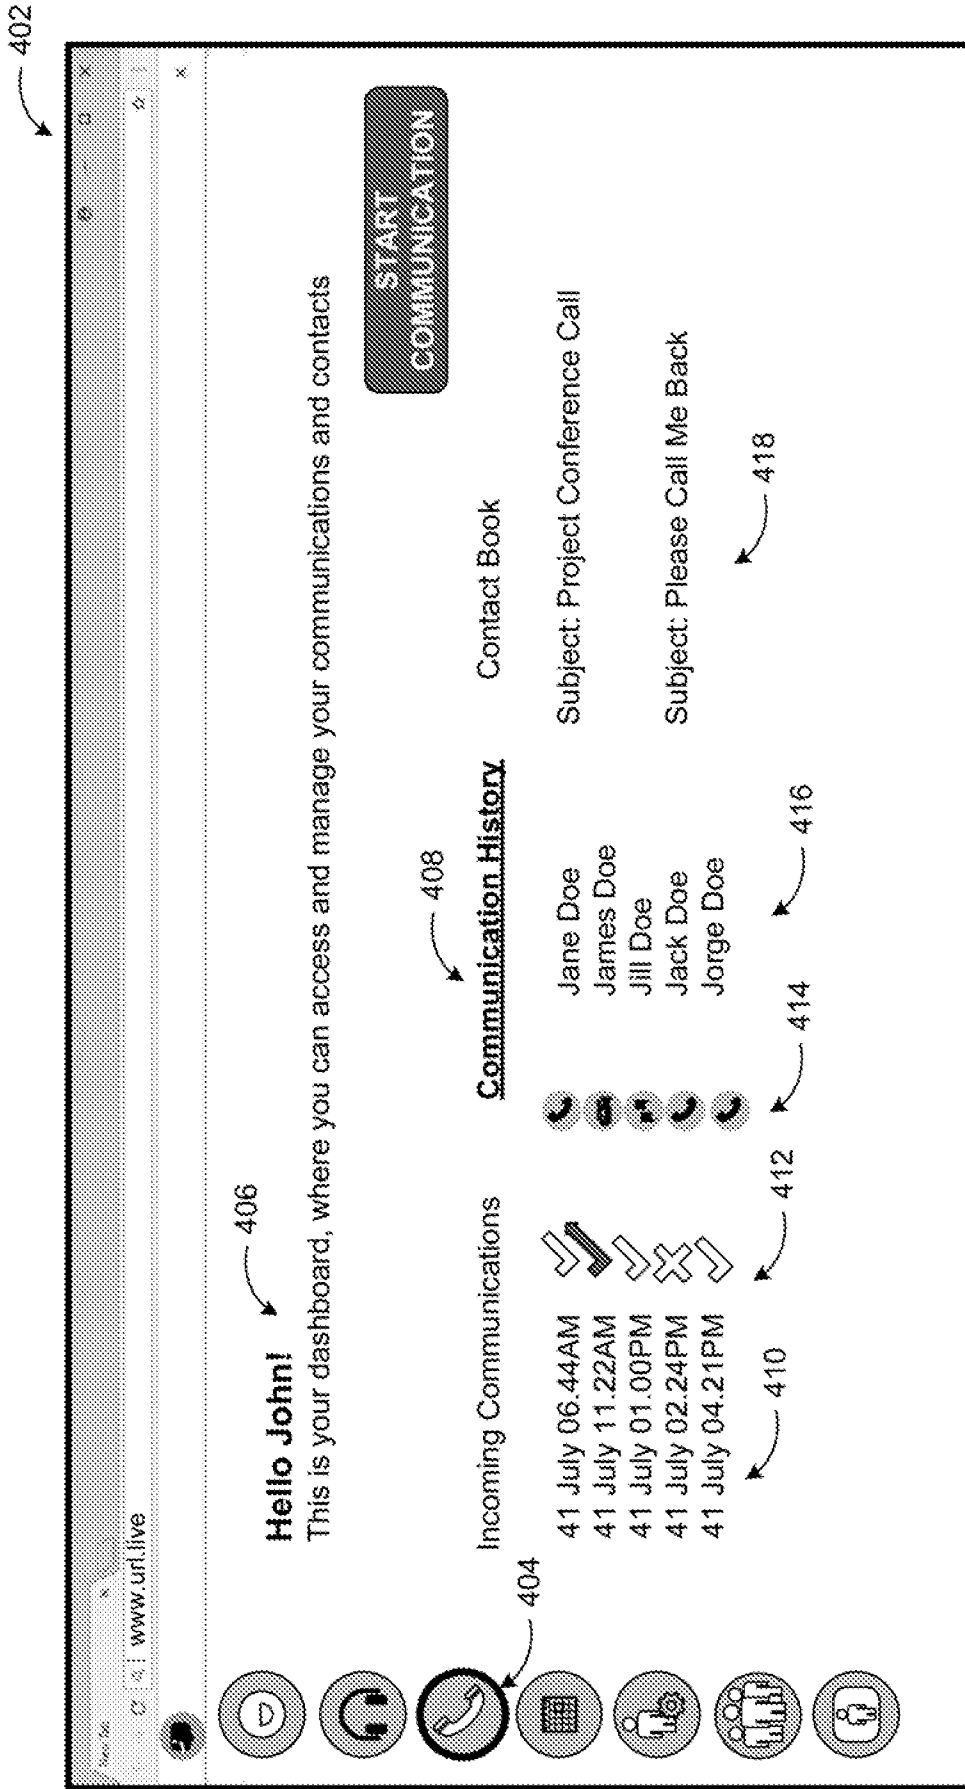 402
www.url.live
Hello John!
406
This is your dashboard, where you can access and manage your communications and contacts
START
COMMUNICATION
404
Incoming Communications
Communication History
408
Contact Book
41 July 06.44AM
Jane Doe
Subject: Project Conference Call
41 July 11.22AM
James Doe
41 July 01.00PM
Jill Doe
41 July 02.24PM
Jack Doe
Subject: Please Call Me Back
41 July 04.21PM
Jorge Doe
410
412
414
416
418